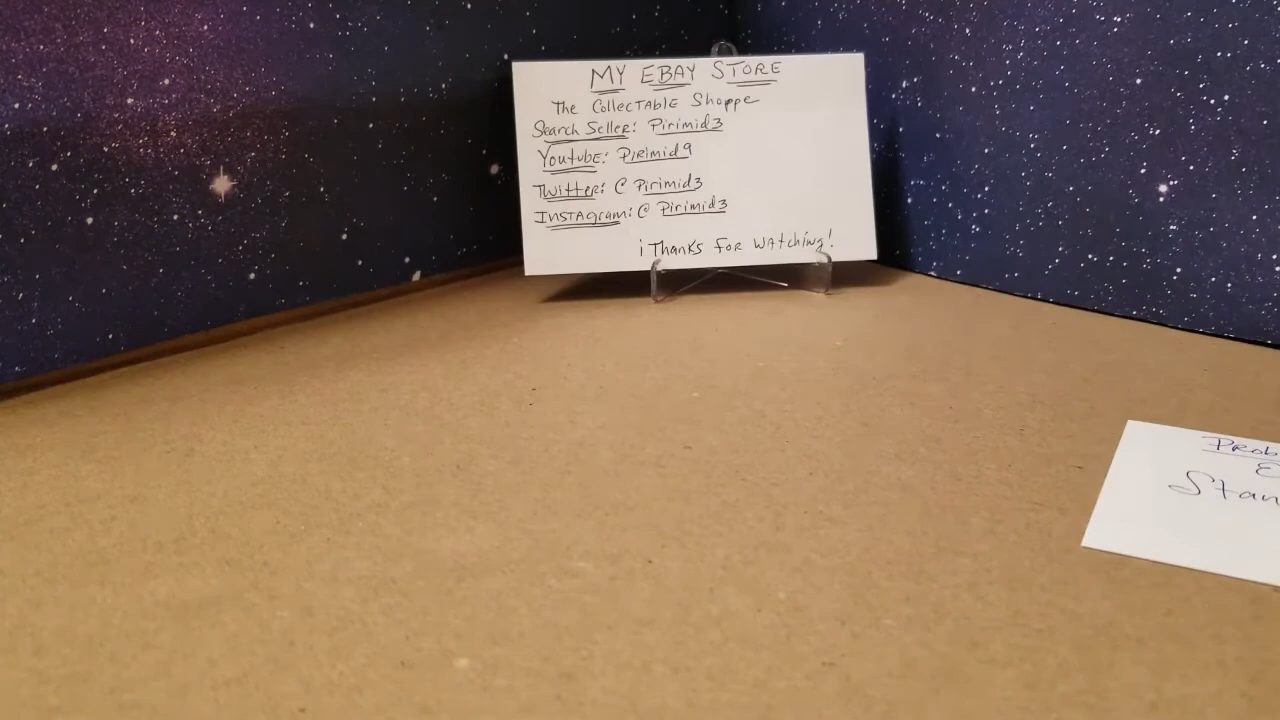 MY EBAY STORE
The CollecTABlE Shoppe
Search Seller: Pirimid3
YouTubE: Pirimid9
Twitter: @ Pirimid3
INSTAgram: @ Pirimid3
¡Thanks For WAtching!